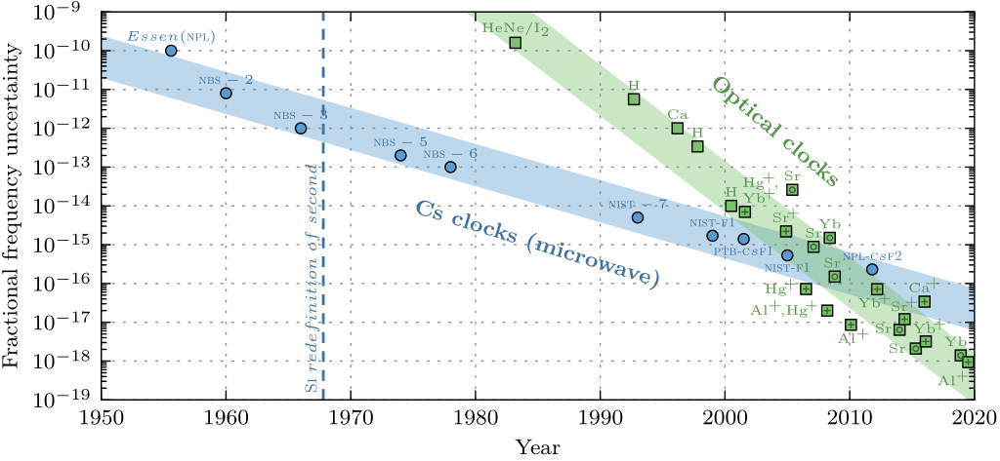 Fractional frequency uncertainty
10⁻⁹
10⁻¹⁰
10⁻¹¹
10⁻¹²
10⁻¹³
10⁻¹⁴
10⁻¹⁵
10⁻¹⁶
10⁻¹⁷
10⁻¹⁸
10⁻¹⁹
Essen(NPL)
NBS − 2
NBS − 3
NBS − 5
NBS − 6
NIST − 7
NIST-F1
PTB-CsF1
NIST-F1
NPL-CsF2
SI redefinition of second
Cs clocks (microwave)
Optical clocks
HeNe/I₂
H
Ca
H
H
Hg⁺,
Yb⁺
Sr
Sr⁺
Sr
Yb
Sr
Hg⁺
Al⁺,Hg⁺
Al⁺
Yb⁺
Sr⁺
Ca⁺
Sr
Yb⁺
Sr
Yb
Al⁺
1950
1960
1970
1980
1990
2000
2010
2020
Year